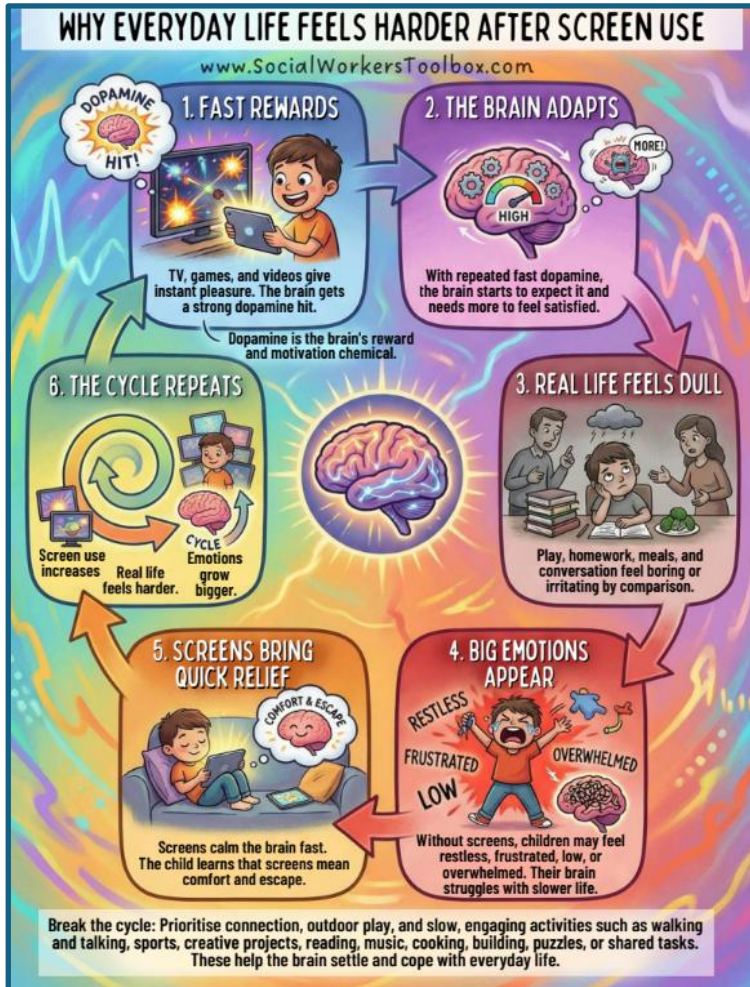 WHY EVERYDAY LIFE FEELS HARDER AFTER SCREEN USE
www.SocialWorkersToolbox.com
DOPAMINE
HIT!
1. FAST REWARDS
TV, games, and videos give
instant pleasure. The brain gets
a strong dopamine hit.
Dopamine is the brain's reward
and motivation chemical.
2. THE BRAIN ADAPTS
MORE!
HIGH
With repeated fast dopamine,
the brain starts to expect it and
needs more to feel satisfied.
3. REAL LIFE FEELS DULL
Play, homework, meals, and
conversation feel boring or
irritating by comparison.
4. BIG EMOTIONS
APPEAR
RESTLESS
FRUSTRATED
LOW
OVERWHELMED
Without screens, children may feel
restless, frustrated, low, or
overwhelmed. Their brain
struggles with slower life.
5. SCREENS BRING
QUICK RELIEF
COMFORT & ESCAPE
Screens calm the brain fast.
The child learns that screens mean
comfort and escape.
6. THE CYCLE REPEATS
CYCLE
Screen use
increases
Real life
feels harder.
Emotions
grow
bigger.
Break the cycle: Prioritise connection, outdoor play, and slow, engaging activities such as walking
and talking, sports, creative projects, reading, music, cooking, building, puzzles, or shared tasks.
These help the brain settle and cope with everyday life.